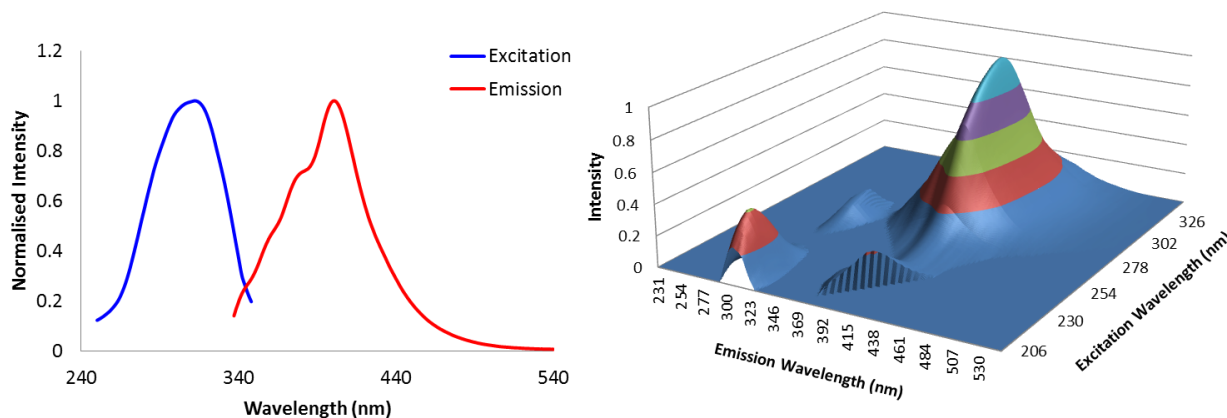 1.2
1
0.8
0.6
0.4
0.2
0
Normalised Intensity
Excitation
Emission
240 340 440 540
Wavelength (nm)
1
0.8
0.6
0.4
0.2
0
Intensity
231 254 277 300 323 346 369 392 415 438 461 484 507 530
Emission Wavelength (nm)
326
302
278
254
230
206
Excitation Wavelength (nm)